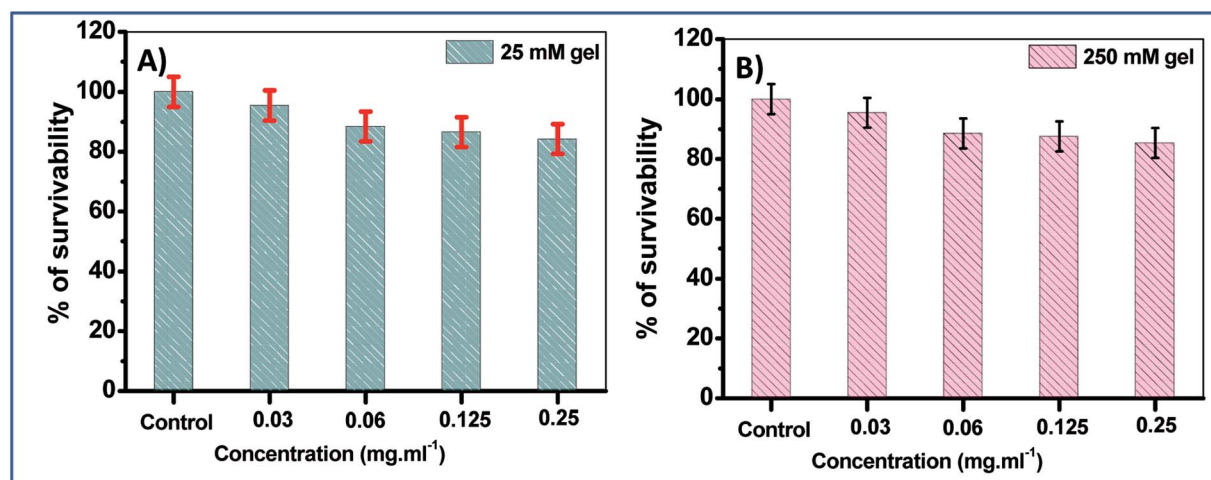 A)
25 mM gel
% of survivability
120
100
80
60
40
20
0
Control 0.03 0.06 0.125 0.25
Concentration (mg.ml⁻¹)
B)
250 mM gel
% of survivability
120
100
80
60
40
20
0
Control 0.03 0.06 0.125 0.25
Concentration (mg.ml⁻¹)